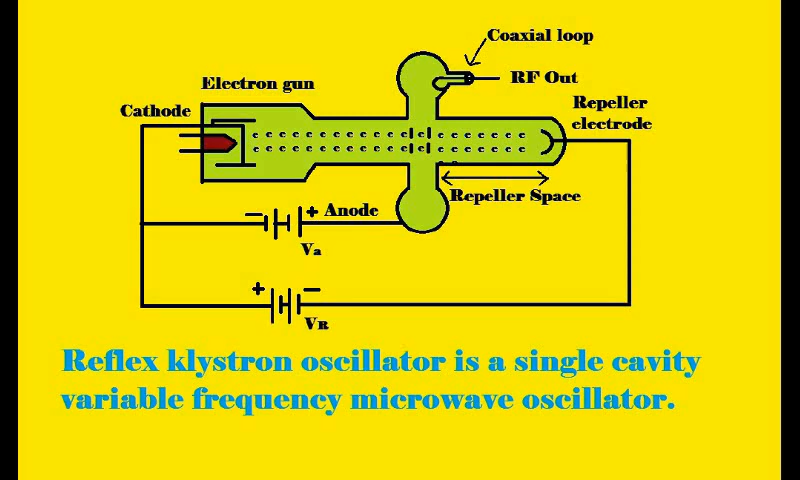 Coaxial loop
RF Out
Electron gun
Repeller
electrode
Cathode
Repeller Space
− + Anode
Va
+ −
VR
Reflex klystron oscillator is a single cavity
variable frequency microwave oscillator.